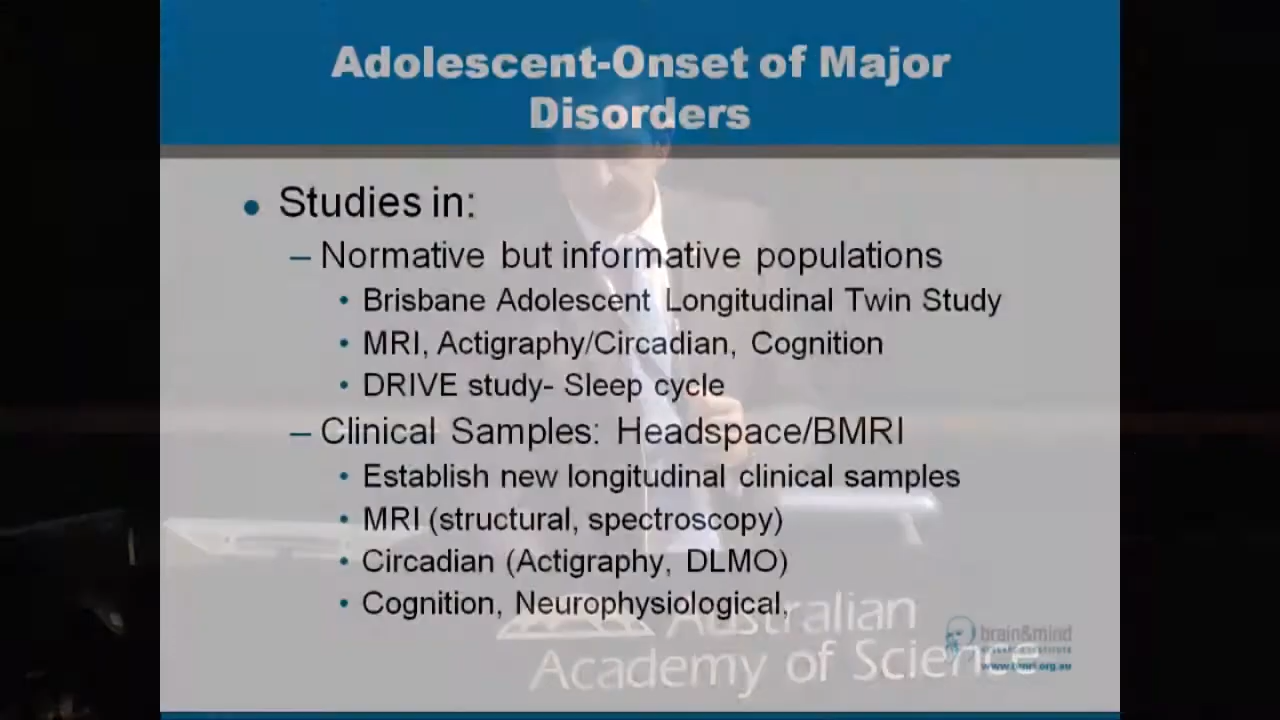 Adolescent-Onset of Major
Disorders
• Studies in:
– Normative but informative populations
• Brisbane Adolescent Longitudinal Twin Study
• MRI, Actigraphy/Circadian, Cognition
• DRIVE study- Sleep cycle
– Clinical Samples: Headspace/BMRI
• Establish new longitudinal clinical samples
• MRI (structural, spectroscopy)
• Circadian (Actigraphy, DLMO)
• Cognition, Neurophysiological,
Australian
Academy of Science
brain&mind
www.bmri.org.au